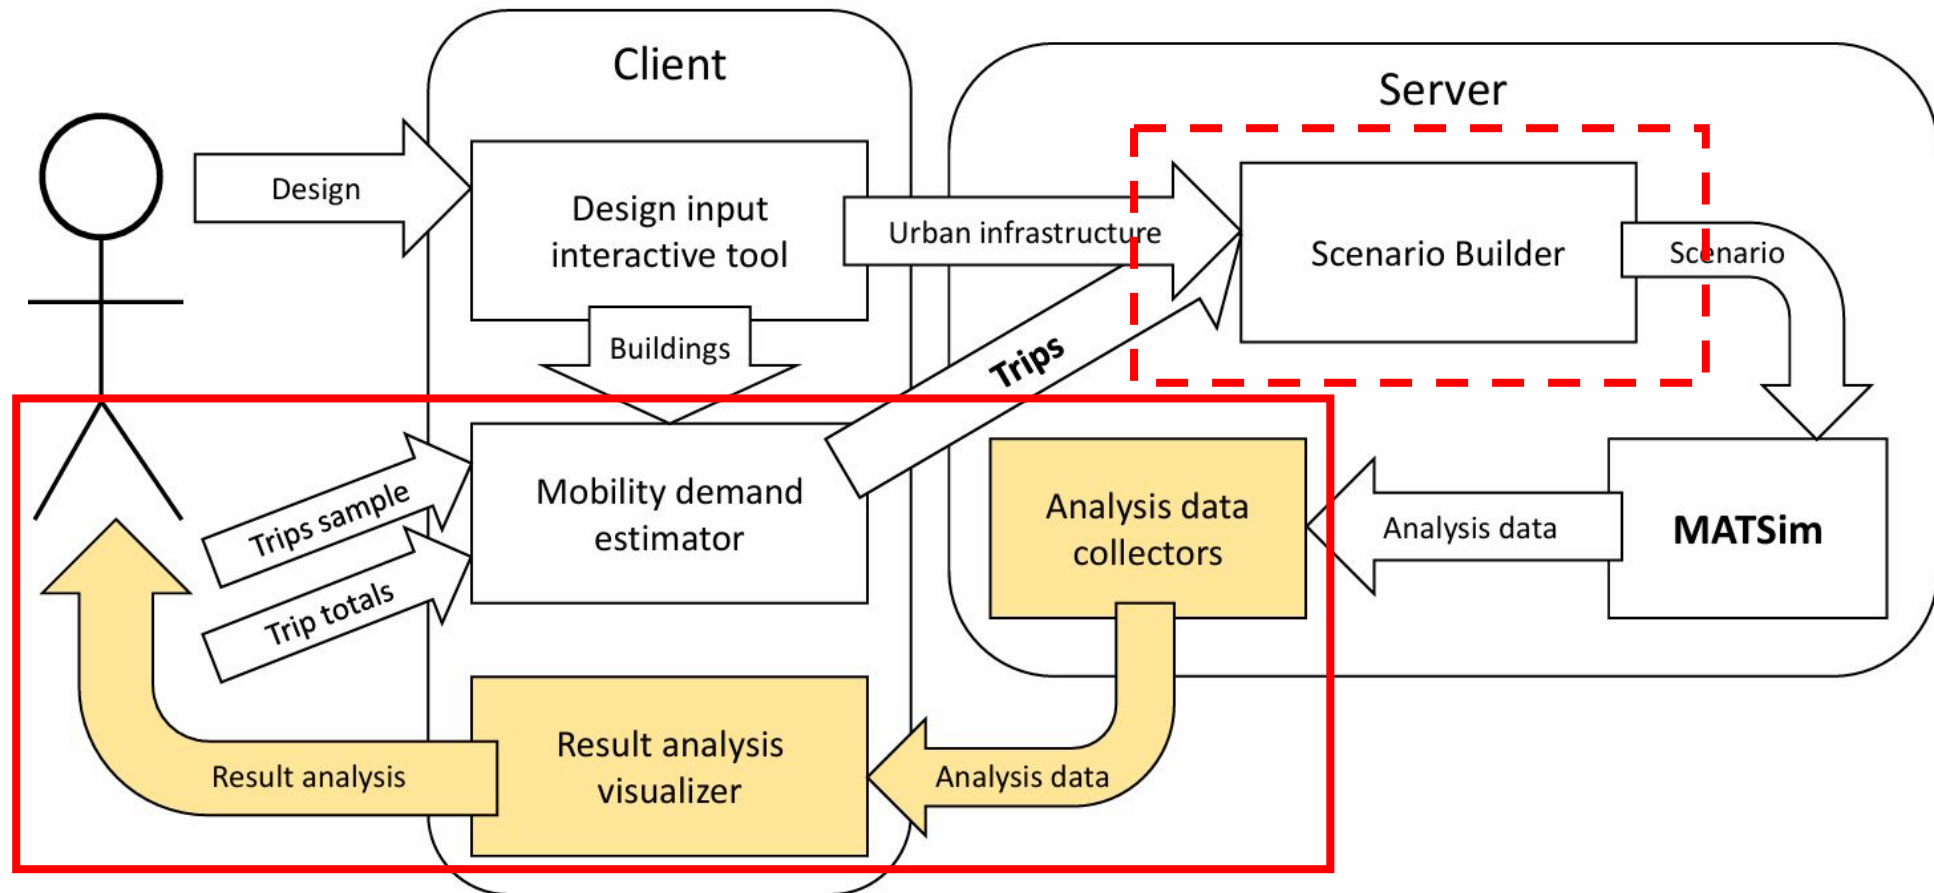 Client
Server
Design
Design input
interactive tool
Urban infrastructure
Scenario Builder
Scenario
Buildings
Trips
Trips sample
Trip totals
Mobility demand
estimator
Analysis data
collectors
Analysis data
MATSim
Result analysis
Result analysis
visualizer
Analysis data